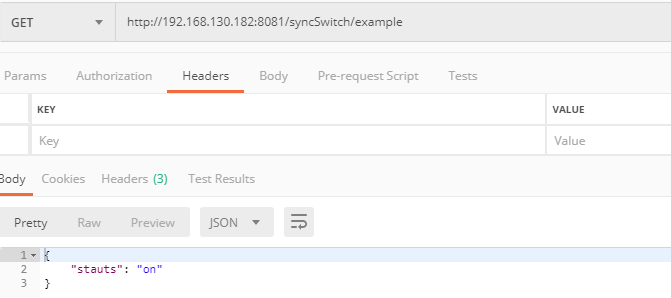 GET http://192.168.130.182:8081/syncSwitch/example
Params Authorization Headers Body Pre-request Script Tests
KEY VALUE
Key Value
Body Cookies Headers (3) Test Results
Pretty Raw Preview JSON
1 {
2 "stauts": "on"
3 }